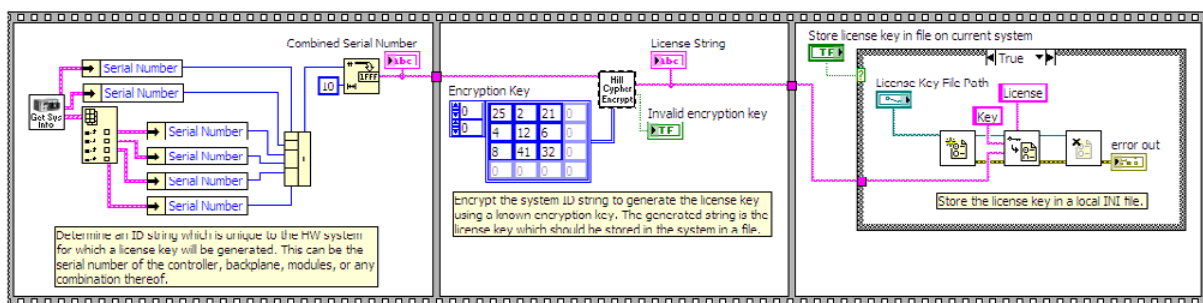 Combined Serial Number
Serial Number
Serial Number
Get Sys
Info
Serial Number
Serial Number
Serial Number
Serial Number
10
1FFF
abc
Determine an ID string which is unique to the HW system
for which a license key will be generated. This can be the
serial number of the controller, backplane, modules, or any
combination thereof.
License String
abc
Encryption Key
0
0
25 2 21 0
4 12 6 0
8 41 32 0
0 0 0 0
Hill
Cypher
Encrypt
Invalid encryption key
TF
Encrypt the system ID string to generate the license key
using a known encryption key. The generated string is the
license key which should be stored in the system in a file.
Store license key in file on current system
TF
True
?
License Key File Path
License
Key
error out
Store the license key in a local INI file.